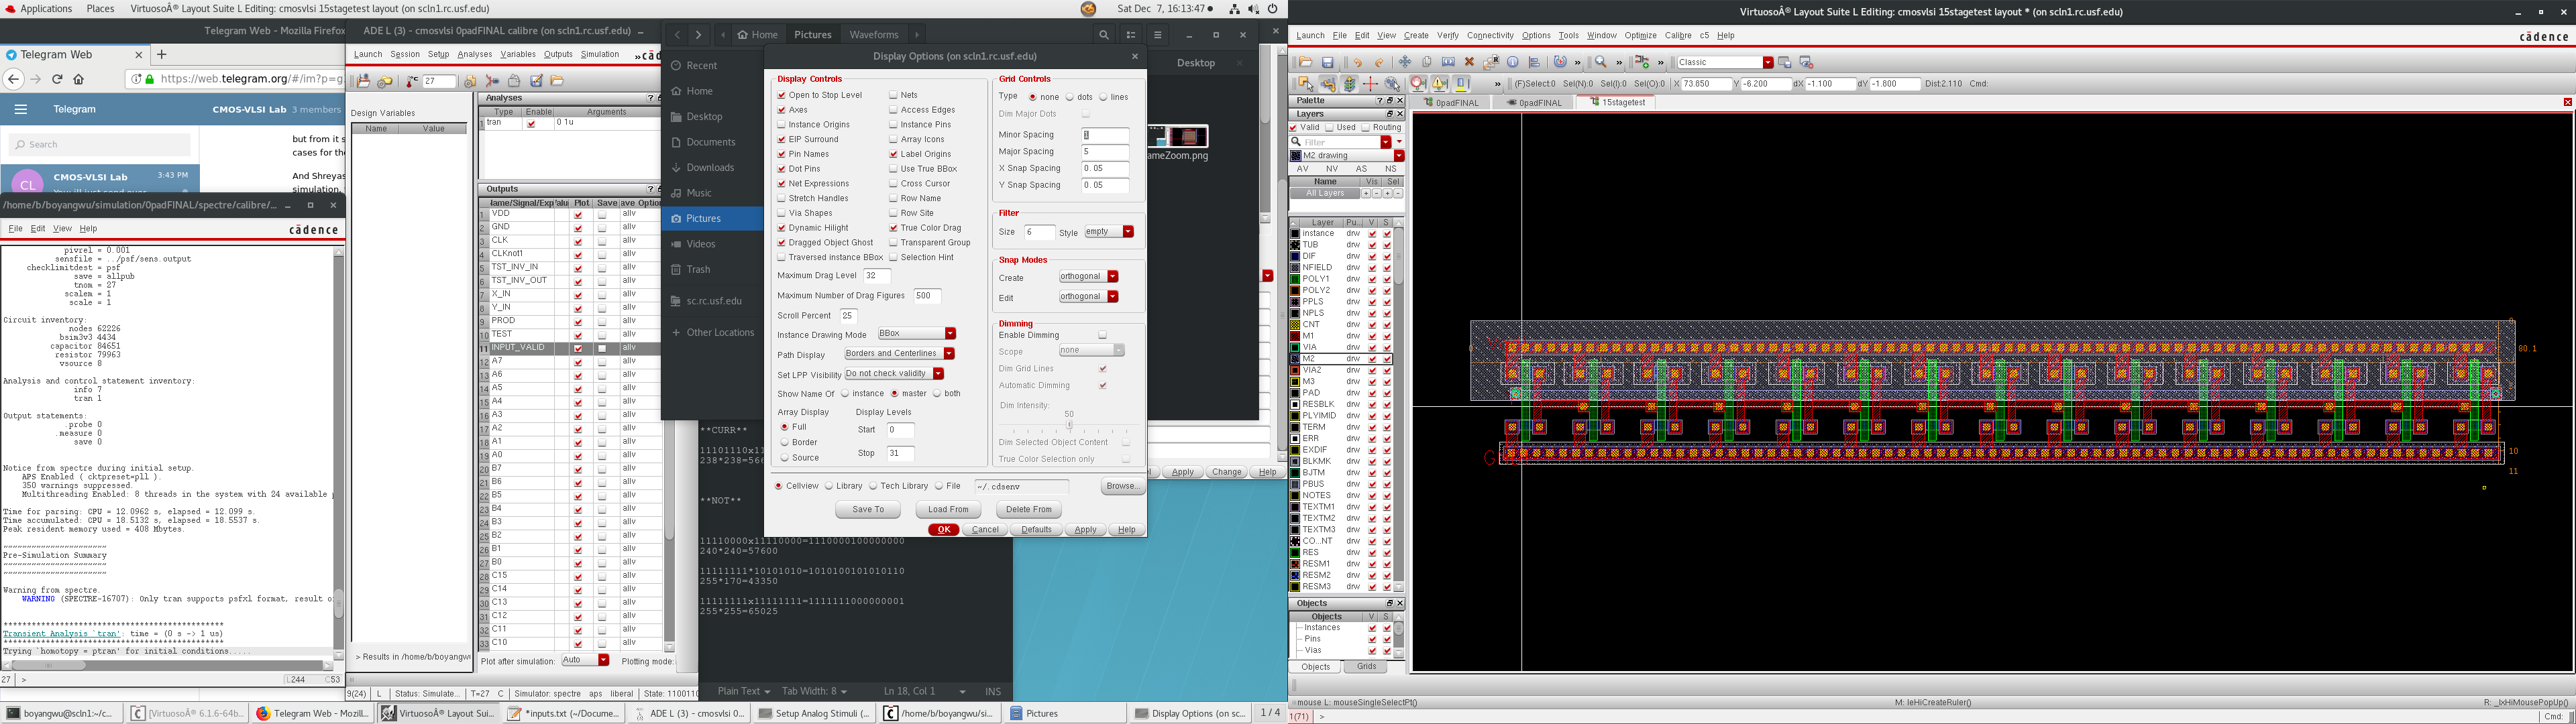 Applications Places Virtuoso® Layout Suite L Editing: cmosvlsi 15stagetest layout (on scln1.rc.usf.edu)
Sat Dec 7, 16:13:47
Telegram Web - Mozilla Firefox
Telegram Web
https://web.telegram.org/#/im?p=g
Telegram
CMOS-VLSI Lab 3 members
Search
CL
CMOS-VLSI Lab 3:43 PM
but from it s
cases for the
And Shreyas
simulation,
/home/b/boyangwu/simulation/0padFINAL/spectre/calibre/...
File Edit View Help cādence
pivrel = 0.001
sensfile = ../psf/sens.output
checklimitdest = psf
save = allpub
tnom = 27
scalem = 1
scale = 1
Circuit inventory:
nodes 62226
bsim3v3 4434
capacitor 84651
resistor 79963
vsource 8
Analysis and control statement inventory:
info 7
tran 1
Output statements:
.probe 0
.measure 0
save 0
Notice from spectre during initial setup.
APS Enabled ( cktpreset=pll ).
350 warnings suppressed.
Multithreading Enabled: 8 threads in the system with 24 available
Time for parsing: CPU = 12.0962 s, elapsed = 12.099 s.
Time accumulated: CPU = 18.5132 s, elapsed = 18.5537 s.
Peak resident memory used = 408 Mbytes.
Pre-Simulation Summary
Warning from spectre.
WARNING (SPECTRE-16707): Only tran supports psfxl format, result o
Transient Analysis `tran': time = (0 s -> 1 us)
Trying `homotopy = ptran' for initial conditions.....
27 > L244 C53
ADE L (3) - cmosvlsi 0padFINAL calibre (on scln1.rc.usf.edu)
Launch Session Setup Analyses Variables Outputs Simulation
27
Design Variables
Name Value
Analyses
Type Enable Arguments
1 tran 0 1u
Outputs
Name/Signal/Expr Plot Save
1 VDD allv
2 GND allv
3 CLK allv
4 CLKnot1 allv
5 TST_INV_IN allv
6 TST_INV_OUT allv
7 X_IN allv
8 Y_IN allv
9 PROD allv
10 TEST allv
11 INPUT_VALID allv
12 A7 allv
13 A6 allv
14 A5 allv
15 A4 allv
16 A3 allv
17 A2 allv
18 A1 allv
19 A0 allv
20 B7 allv
21 B6 allv
22 B5 allv
23 B4 allv
24 B3 allv
25 B2 allv
26 B1 allv
27 B0 allv
28 C15 allv
29 C14 allv
30 C13 allv
31 C12 allv
32 C11 allv
33 C10 allv
> Results in /home/b/boyangw
Plot after simulation: Auto Plotting mode:
9(24) L Status: Simulate... T=27 C Simulator: spectre aps liberal State: 1100110
Home Pictures Waveforms
Recent
Home
Desktop
Documents
Downloads
Music
Pictures
Videos
Trash
sc.rc.usf.edu
Other Locations
Desktop
ameZoom.png
**CURR**
11101110x11
238*238=566
**NOT**
11110000x11110000=1110000100000000
240*240=57600
11111111*10101010=1010100101010110
255*170=43350
11111111x11111111=1111111000000001
255*255=65025
Plain Text Tab Width: 8 Ln 18, Col 1 INS
Apply Change Help
Display Options (on scln1.rc.usf.edu)
Display Controls
Open to Stop Level Nets
Axes Access Edges
Instance Origins Instance Pins
EIP Surround Array Icons
Pin Names Label Origins
Dot Pins Use True BBox
Net Expressions Cross Cursor
Stretch Handles Row Name
Via Shapes Row Site
Dynamic Hilight True Color Drag
Dragged Object Ghost Transparent Group
Traversed instance BBox Selection Hint
Maximum Drag Level 32
Maximum Number of Drag Figures 500
Scroll Percent 25
Instance Drawing Mode BBox
Path Display Borders and Centerlines
Set LPP Visibility Do not check validity
Show Name Of instance master both
Array Display Display Levels
Full Start 0
Border
Source Stop 31
Grid Controls
Type none dots lines
Dim Major Dots
Minor Spacing 1
Major Spacing 5
X Snap Spacing 0.05
Y Snap Spacing 0.05
Filter
Size 6 Style empty
Snap Modes
Create orthogonal
Edit orthogonal
Dimming
Enable Dimming
Scope none
Dim Grid Lines
Automatic Dimming
Dim Intensity: 50
Dim Selected Object Content
True Color Selection only
Cellview Library Tech Library File ~/.cdsenv Browse...
Save To Load From Delete From
OK Cancel Defaults Apply Help
Virtuoso® Layout Suite L Editing: cmosvlsi 15stagetest layout * (on scln1.rc.usf.edu)
Launch File Edit View Create Verify Connectivity Options Tools Window Optimize Calibre c5 Help cādence
Classic
(F)Select:0 Sel(N):0 Sel(I):0 Sel(O):0 X 73.850 Y -6.200 dX -1.100 dY -1.800 Dist:2.110 Cmd:
Palette
Layers
Valid Used Routing
Filter
M2 drawing
AV NV AS NS
Name Vis Sel
All Layers
Layer Pu... V S
instance drw
TUB drw
DIF drw
NFIELD drw
POLY1 drw
POLY2 drw
PPLS drw
NPLS drw
CNT drw
M1 drw
VIA drw
M2 drw
VIA2 drw
M3 drw
PAD drw
RESBLK drw
PLYIMID drw
TERM drw
ERR drw
EXDIF drw
BLKMK drw
BJTM drw
PBUS drw
NOTES drw
TEXTM1 drw
TEXTM2 drw
TEXTM3 drw
CO...NT drw
RES drw
RESM1 drw
RESM2 drw
RESM3 drw
Objects
Objects V S
Instances
Pins
Vias
Objects Grids
0padFINAL 0padFINAL 15stagetest
80.1
10
11
mouse L: mouseSingleSelectPt() M: leHiCreateRuler() R: _lxHiMousePopUp()
1(71) > Cmd:
boyangwu@scln1:~/c... [Virtuoso® 6.1.6-64b... Telegram Web - Mozil... Virtuoso® Layout Sui... *inputs.txt (~/Docume... ADE L (3) - cmosvlsi 0... Setup Analog Stimuli (... /home/b/boyangwu/si... Pictures Display Options (on sc... 1 / 4